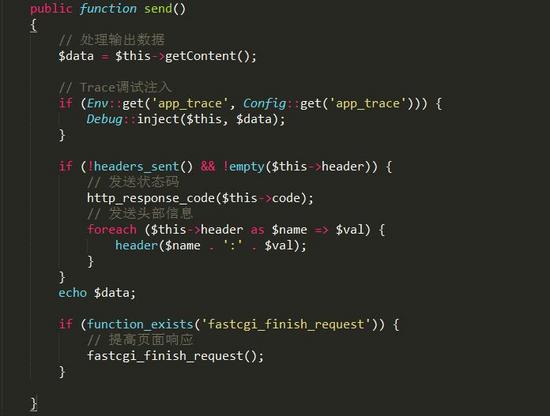 public function send()
{
// 处理输出数据
$data = $this->getContent();
// Trace调试注入
if (Env::get('app_trace', Config::get('app_trace'))) {
Debug::inject($this, $data);
}
if (!headers_sent() && !empty($this->header)) {
// 发送状态码
http_response_code($this->code);
// 发送头部信息
foreach ($this->header as $name => $val) {
header($name . ':' . $val);
}
}
echo $data;
if (function_exists('fastcgi_finish_request')) {
// 提高页面响应
fastcgi_finish_request();
}
}